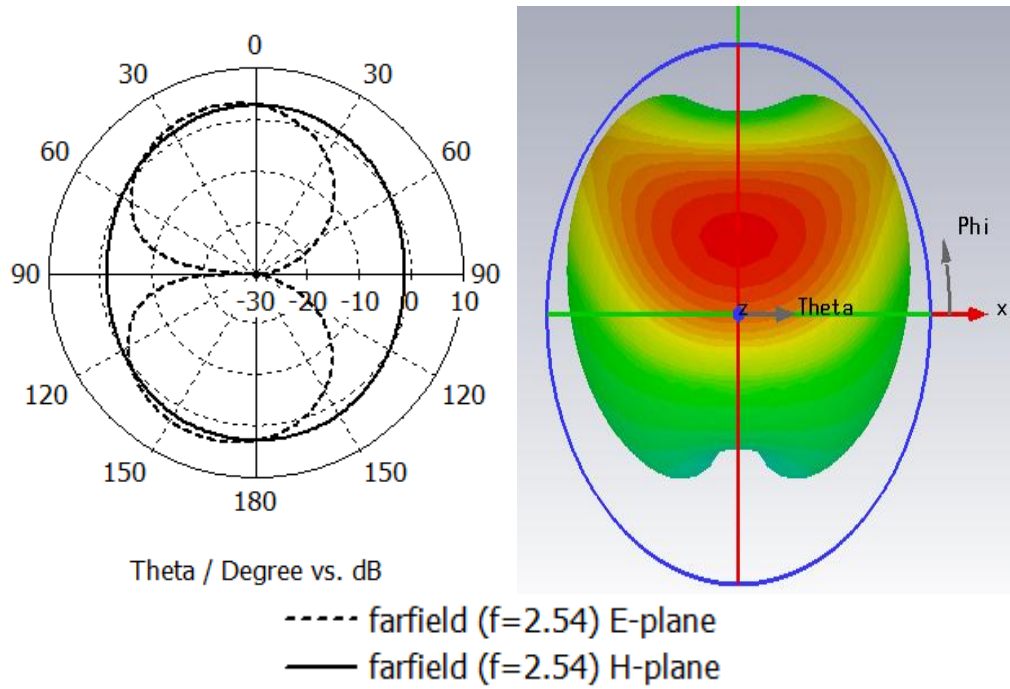 0
30 30
60 60
90 -30 -20 -10 0 10 90
120 120
150 150
180
Theta / Degree vs. dB
Phi
z Theta x
farfield (f=2.54) E-plane
farfield (f=2.54) H-plane